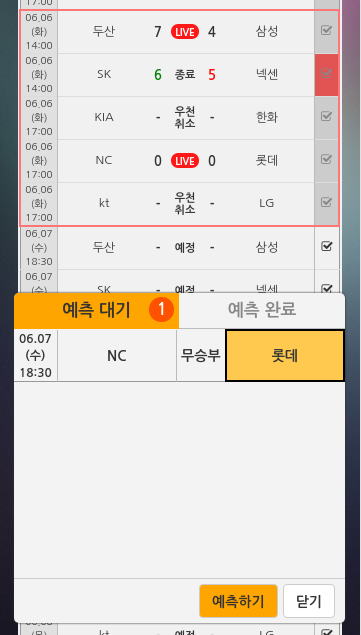 17:00
06.06
(화)
14:00
두산 7 LIVE 4 삼성
06.06
(화)
14:00
SK 6 종료 5 넥센
06.06
(화)
17:00
KIA - 우천취소 - 한화
06.06
(화)
17:00
NC 0 LIVE 0 롯데
06.06
(화)
17:00
kt - 우천취소 - LG
06.07
(수)
18:30
두산 - 예정 - 삼성
06.07
(수)
SK - 예정 - 넥센
예측 대기 1 예측 완료
06.07
(수)
18:30
NC 무승부 롯데
예측하기 닫기
kt - 예정 - LG